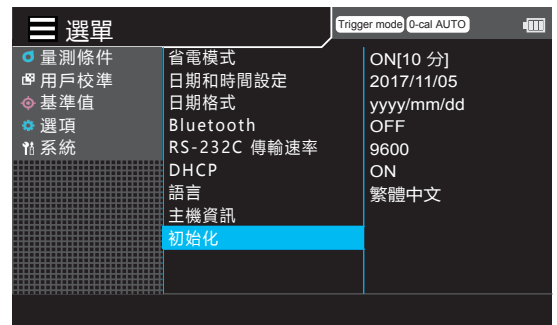 選單
Trigger mode 0-cal AUTO
量測條件
用戶校準
基準值
選項
系統
省電模式 ON[10 分]
日期和時間設定 2017/11/05
日期格式 yyyy/mm/dd
Bluetooth OFF
RS-232C 傳輸速率 9600
DHCP ON
語言 繁體中文
主機資訊
初始化